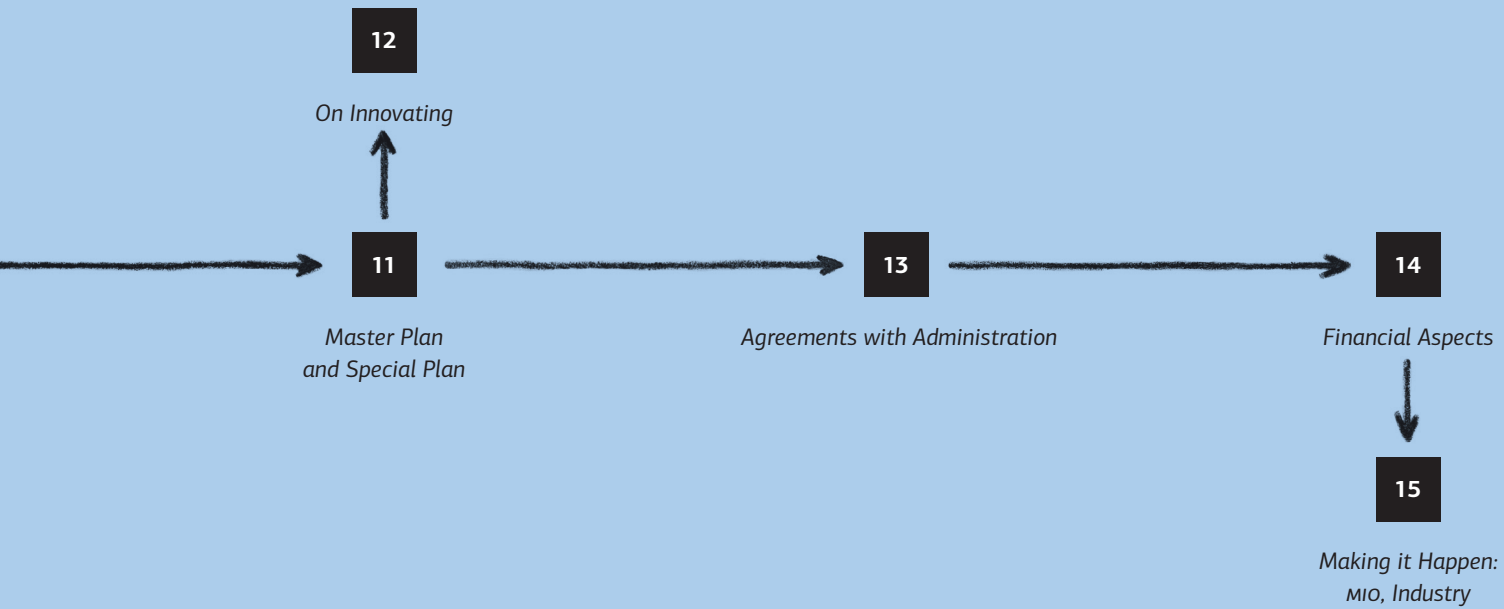 12
On Innovating
11
Master Plan
and Special Plan
13
Agreements with Administration
14
Financial Aspects
15
Making it Happen:
MIO, Industry